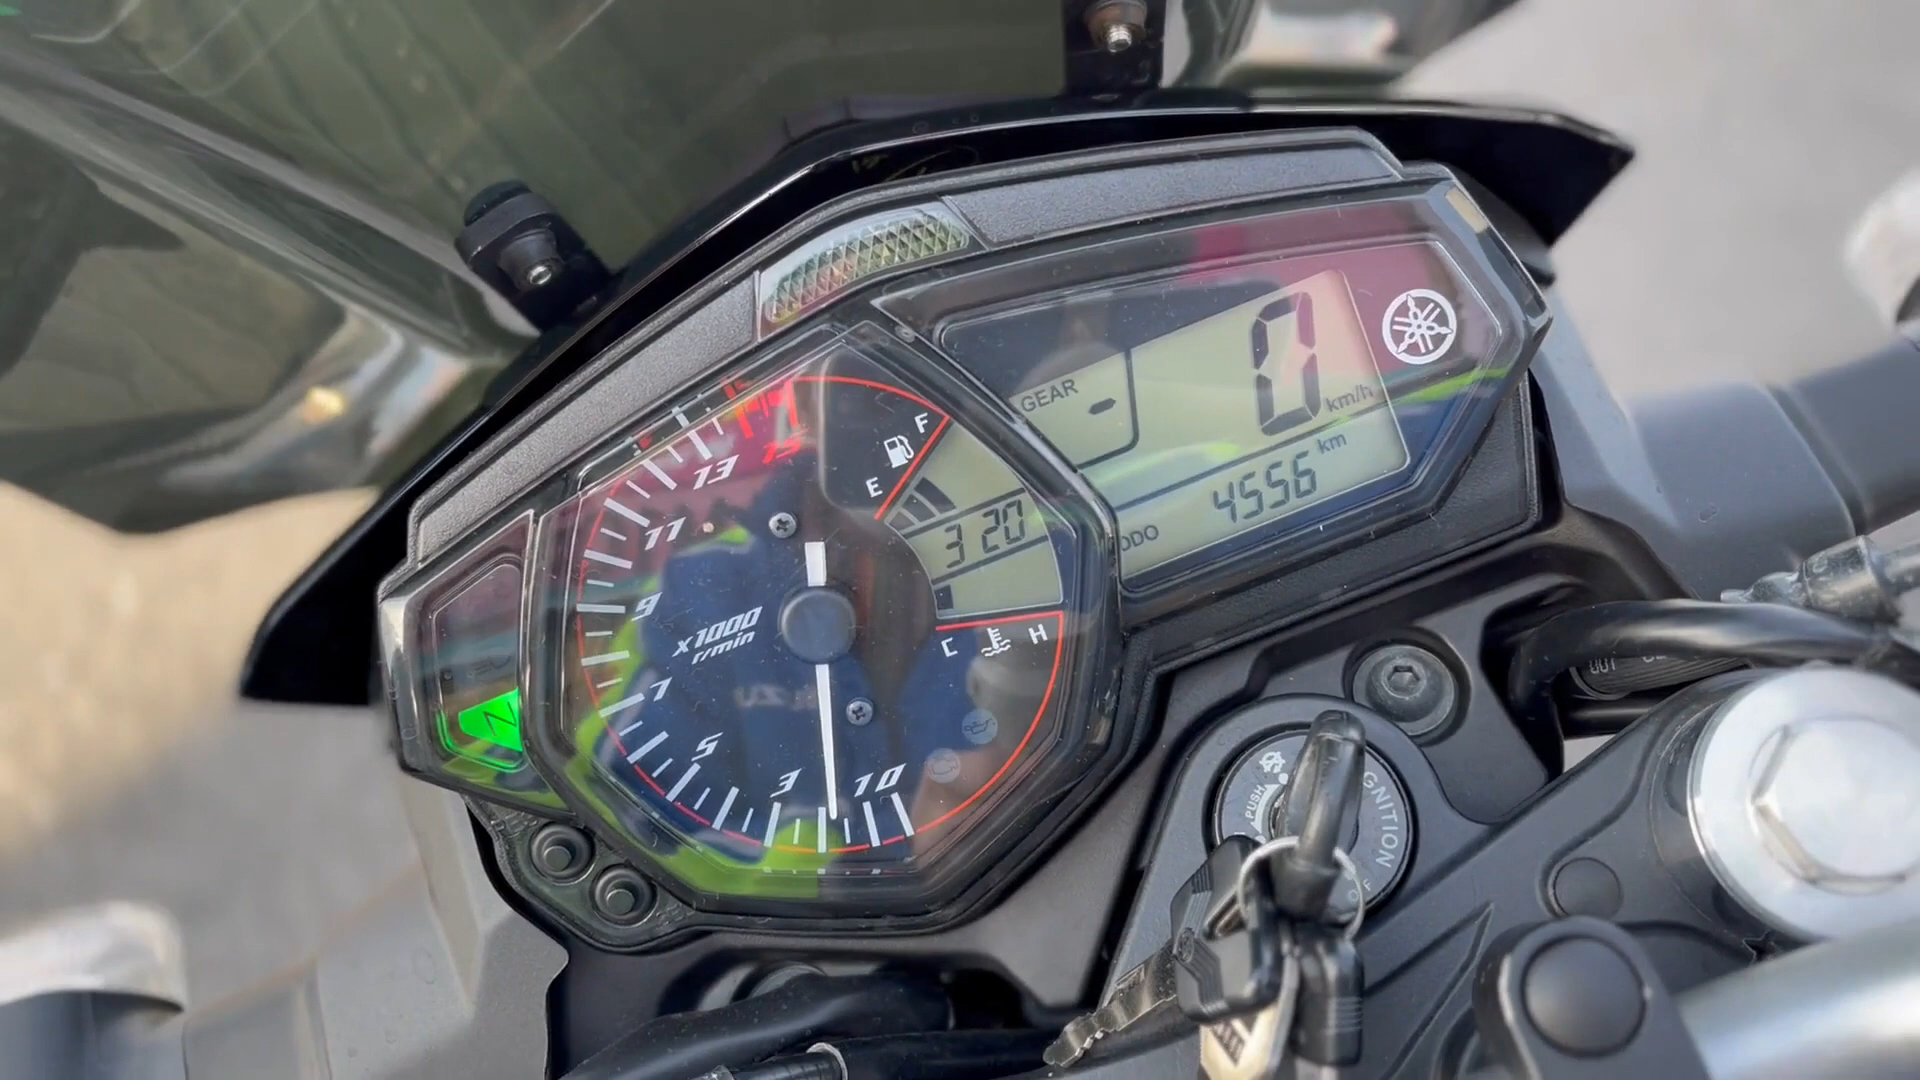 GEAR
-
0
km/h
ODO
4556
km
F
E
3 20
C
H
15
13
11
9
7
5
3
1
0
x1000
r/min
N
PUSH
IGNITION